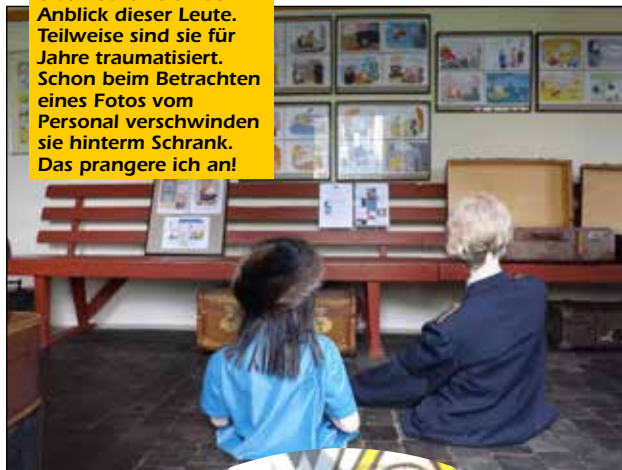 Anblick dieser Leute.
Teilweise sind sie für
Jahre traumatisiert.
Schon beim Betrachten
eines Fotos vom
Personal verschwinden
sie hinterm Schrank.
Das prangere ich an!